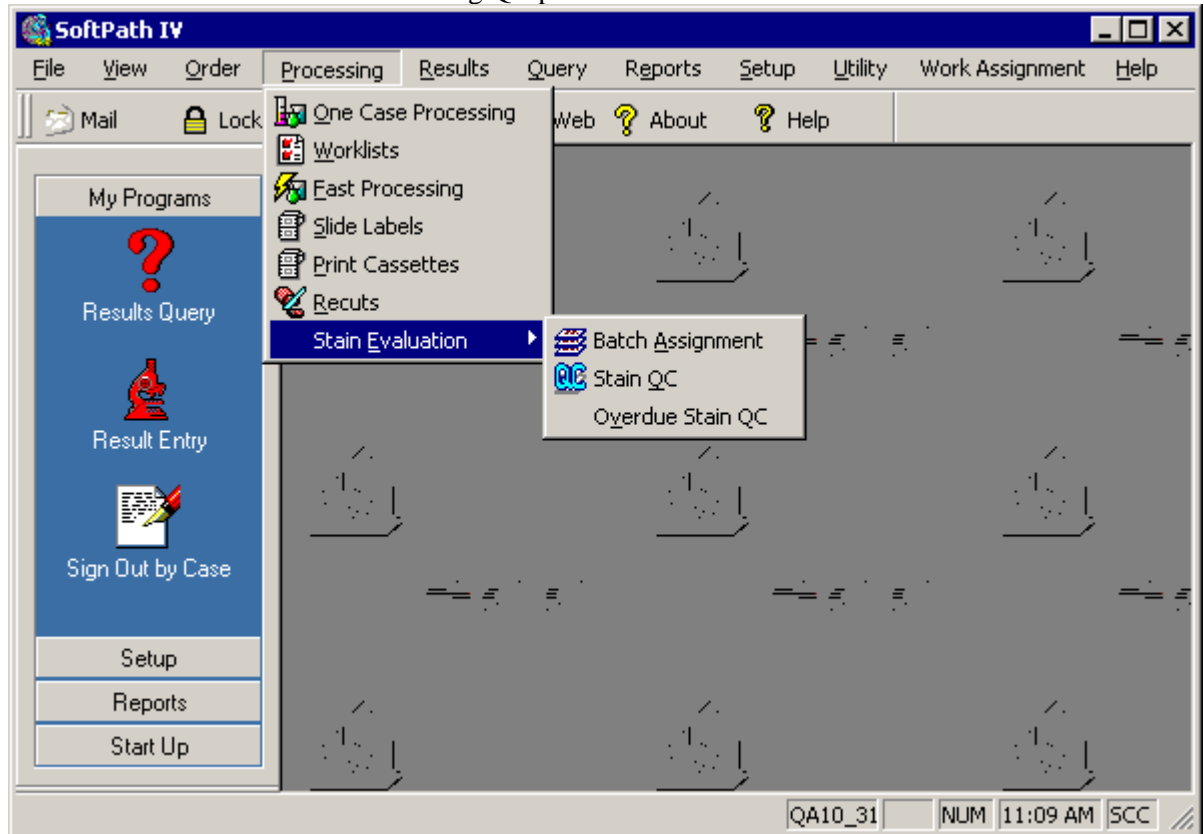 SoftPath IV
File View Order Processing Results Query Reports Setup Utility Work Assignment Help
Mail Lock Web About Help
One Case Processing
Worklists
Fast Processing
Slide Labels
Print Cassettes
Recuts
Stain Evaluation
Batch Assignment
QC Stain QC
Overdue Stain QC
My Programs
Results Query
Result Entry
Sign Out by Case
Setup
Reports
Start Up
QA10_31 NUM 11:09 AM SCC